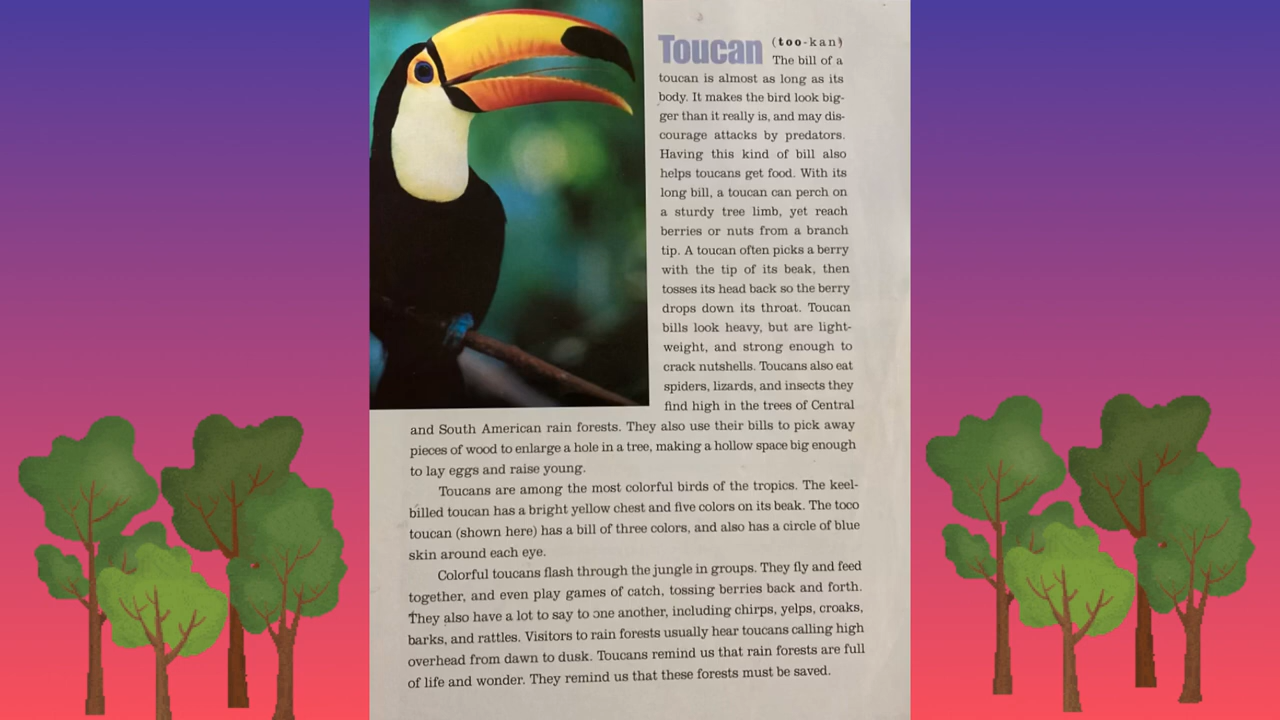 Toucan (too-kan)
The bill of a
toucan is almost as long as its
body. It makes the bird look big-
ger than it really is, and may dis-
courage attacks by predators.
Having this kind of bill also
helps toucans get food. With its
long bill, a toucan can perch on
a sturdy tree limb, yet reach
berries or nuts from a branch
tip. A toucan often picks a berry
with the tip of its beak, then
tosses its head back so the berry
drops down its throat. Toucan
bills look heavy, but are light-
weight, and strong enough to
crack nutshells. Toucans also eat
spiders, lizards, and insects they
find high in the trees of Central
and South American rain forests. They also use their bills to pick away
pieces of wood to enlarge a hole in a tree, making a hollow space big enough
to lay eggs and raise young.
Toucans are among the most colorful birds of the tropics. The keel-
billed toucan has a bright yellow chest and five colors on its beak. The toco
toucan (shown here) has a bill of three colors, and also has a circle of blue
skin around each eye.
Colorful toucans flash through the jungle in groups. They fly and feed
together, and even play games of catch, tossing berries back and forth.
They also have a lot to say to one another, including chirps, yelps, croaks,
barks, and rattles. Visitors to rain forests usually hear toucans calling high
overhead from dawn to dusk. Toucans remind us that rain forests are full
of life and wonder. They remind us that these forests must be saved.